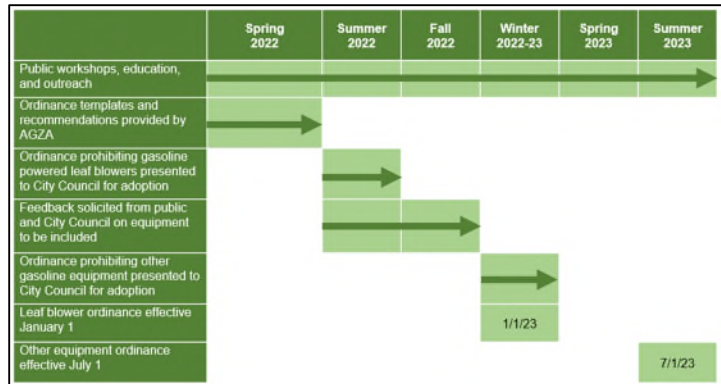 Spring
2022
Summer
2022
Fall
2022
Winter
2022-23
Spring
2023
Summer
2023
Public workshops, education,
and outreach
Ordinance templates and
recommendations provided by
AGZA
Ordinance prohibiting gasoline
powered leaf blowers presented
to City Council for adoption
Feedback solicited from public
and City Council on equipment
to be included
Ordinance prohibiting other
gasoline equipment presented to
City Council for adoption
Leaf blower ordinance effective
January 1
1/1/23
Other equipment ordinance
effective July 1
7/1/23